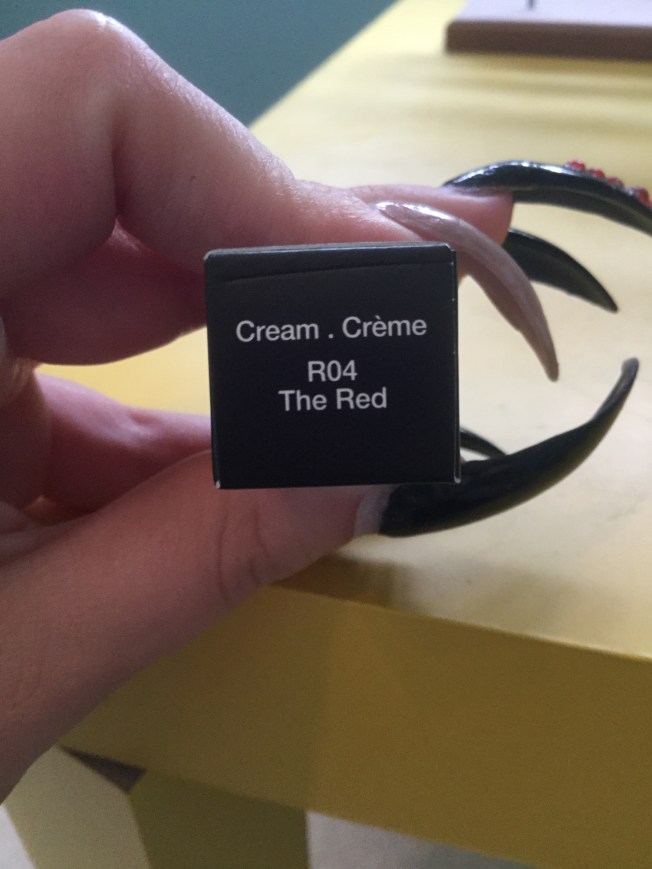 Cream . Crème
R04
The Red